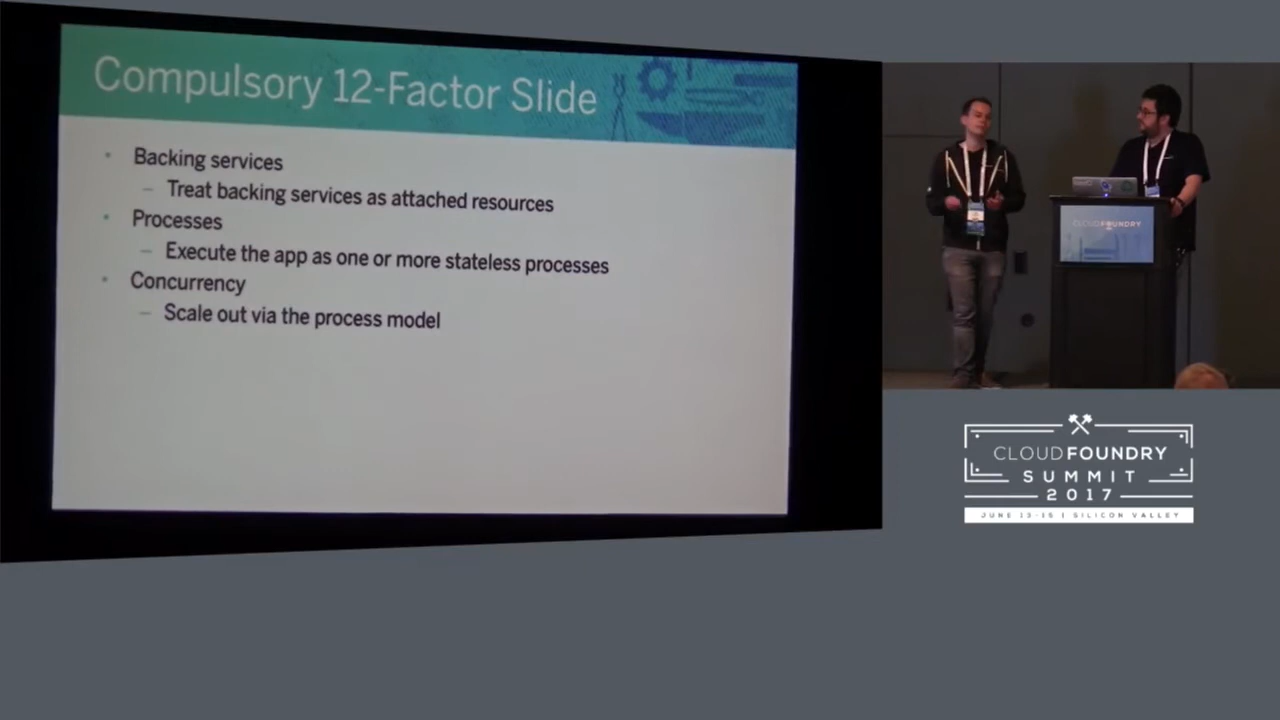 Compulsory 12-Factor Slide
Backing services
– Treat backing services as attached resources
Processes
– Execute the app as one or more stateless processes
Concurrency
– Scale out via the process model
CLOUD FOUNDRY
CLOUD FOUNDRY
SUMMIT
2017
JUNE 13-15 | SILICON VALLEY